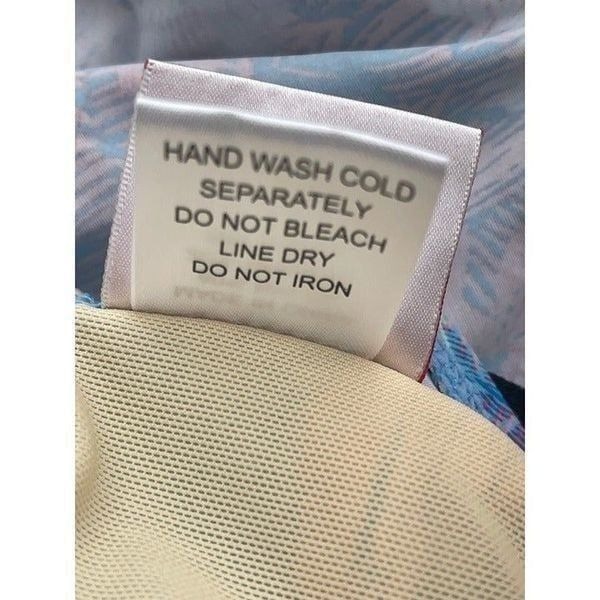 HAND WASH COLD
SEPARATELY
DO NOT BLEACH
LINE DRY
DO NOT IRON